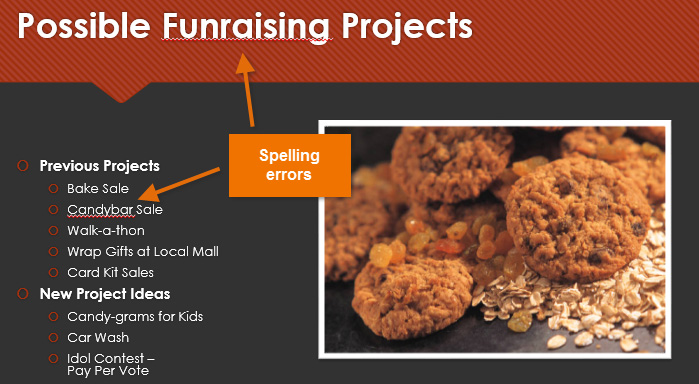 Possible Funraising Projects
Spelling
errors
Previous Projects
Bake Sale
Candybar Sale
Walk-a-thon
Wrap Gifts at Local Mall
Card Kit Sales
New Project Ideas
Candy-grams for Kids
Car Wash
Idol Contest –
Pay Per Vote